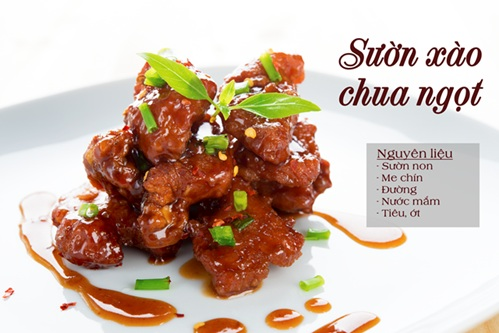 Sườn xào
chua ngọt
Nguyên liệu
- Sườn non
- Me chín
- Đường
- Nước mắm
- Tiêu, ớt